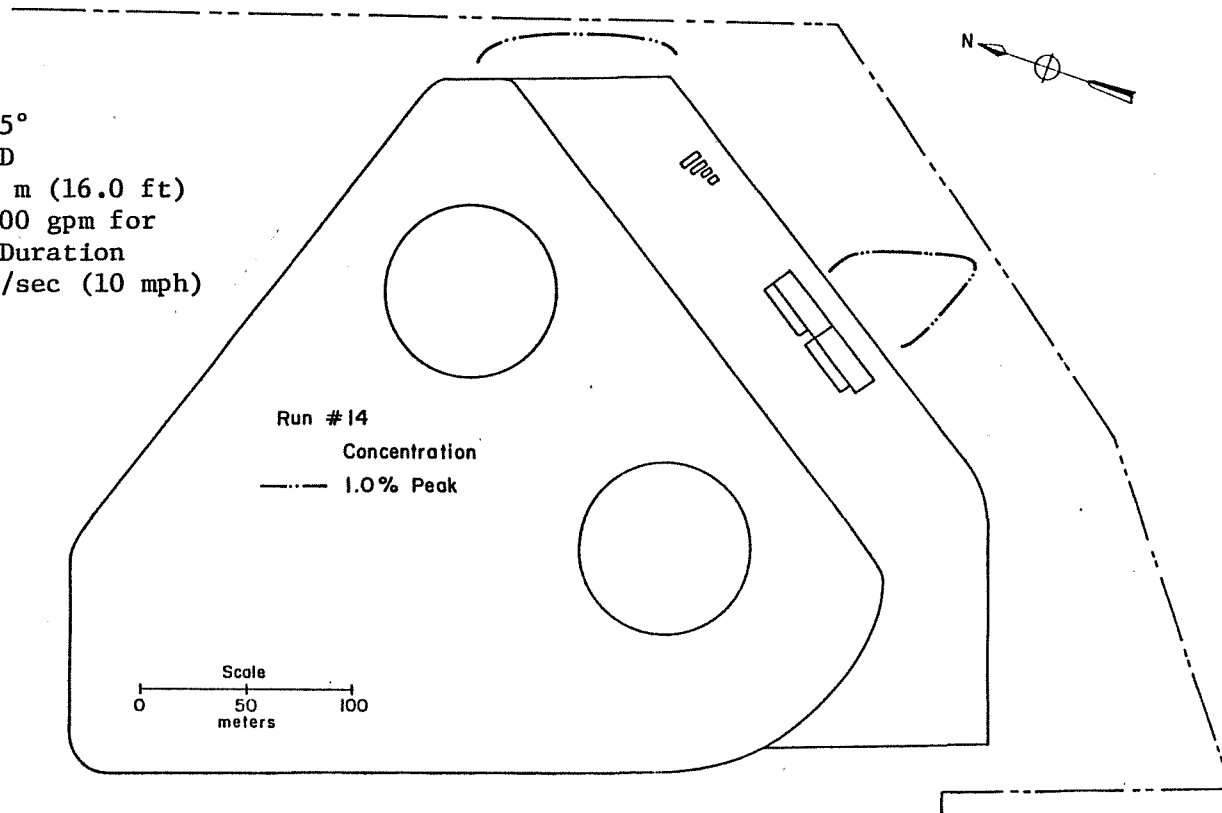 N
5°
D
m (16.0 ft)
00 gpm for
Duration
/sec (10 mph)
Run #14
Concentration
1.0% Peak
Scale
0 50 100
meters